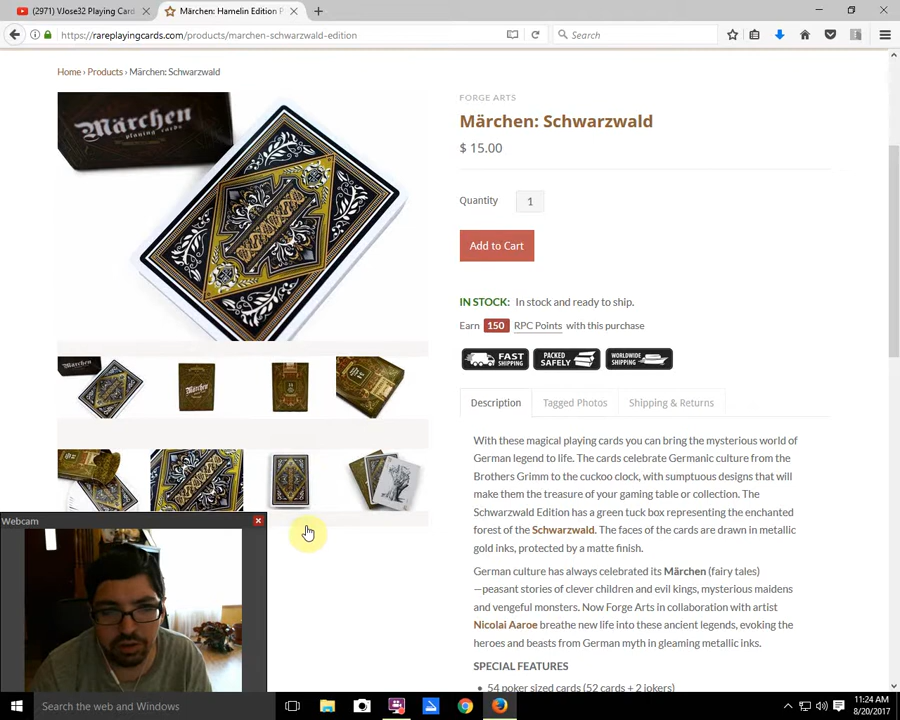 (2971) VJose32 Playing Card
Märchen: Hamelin Edition P
https://rareplayingcards.com/products/marchen-schwarzwald-edition
Search
Home › Products › Märchen: Schwarzwald
Märchen
playing cards
FORGE ARTS
Märchen: Schwarzwald
$ 15.00
Quantity
1
Add to Cart
IN STOCK: In stock and ready to ship.
Earn 150 RPC Points with this purchase
FAST SHIPPING
PACKED SAFELY
WORLDWIDE SHIPPING
Märchen
Description
Tagged Photos
Shipping & Returns
With these magical playing cards you can bring the mysterious world of
German legend to life. The cards celebrate Germanic culture from the
Brothers Grimm to the cuckoo clock, with sumptuous designs that will
make them the treasure of your gaming table or collection. The
Schwarzwald Edition has a green tuck box representing the enchanted
forest of the Schwarzwald. The faces of the cards are drawn in metallic
gold inks, protected by a matte finish.
German culture has always celebrated its Märchen (fairy tales)
—peasant stories of clever children and evil kings, mysterious maidens
and vengeful monsters. Now Forge Arts in collaboration with artist
Nicolai Aaroe breathe new life into these ancient legends, evoking the
heroes and beasts from German myth in gleaming metallic inks.
SPECIAL FEATURES
• 54 poker sized cards (52 cards + 2 jokers)
Webcam
Search the web and Windows
11:24 AM
8/20/2017